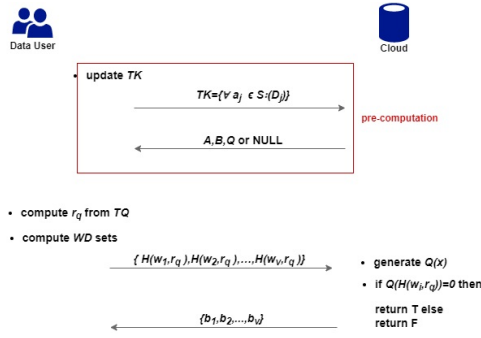 Data User
Cloud
• update TK
TK={∀ aj ϵ S:(Dj)}
pre-computation
A,B,Q or NULL
• compute rq from TQ
• compute WD sets
{ H(w1,rq ),H(w2,rq ),...,H(wv,rq )}
• generate Q(x)
• if Q(H(wi,rq))=0 then
return T else
return F
{b1,b2,...,bv}